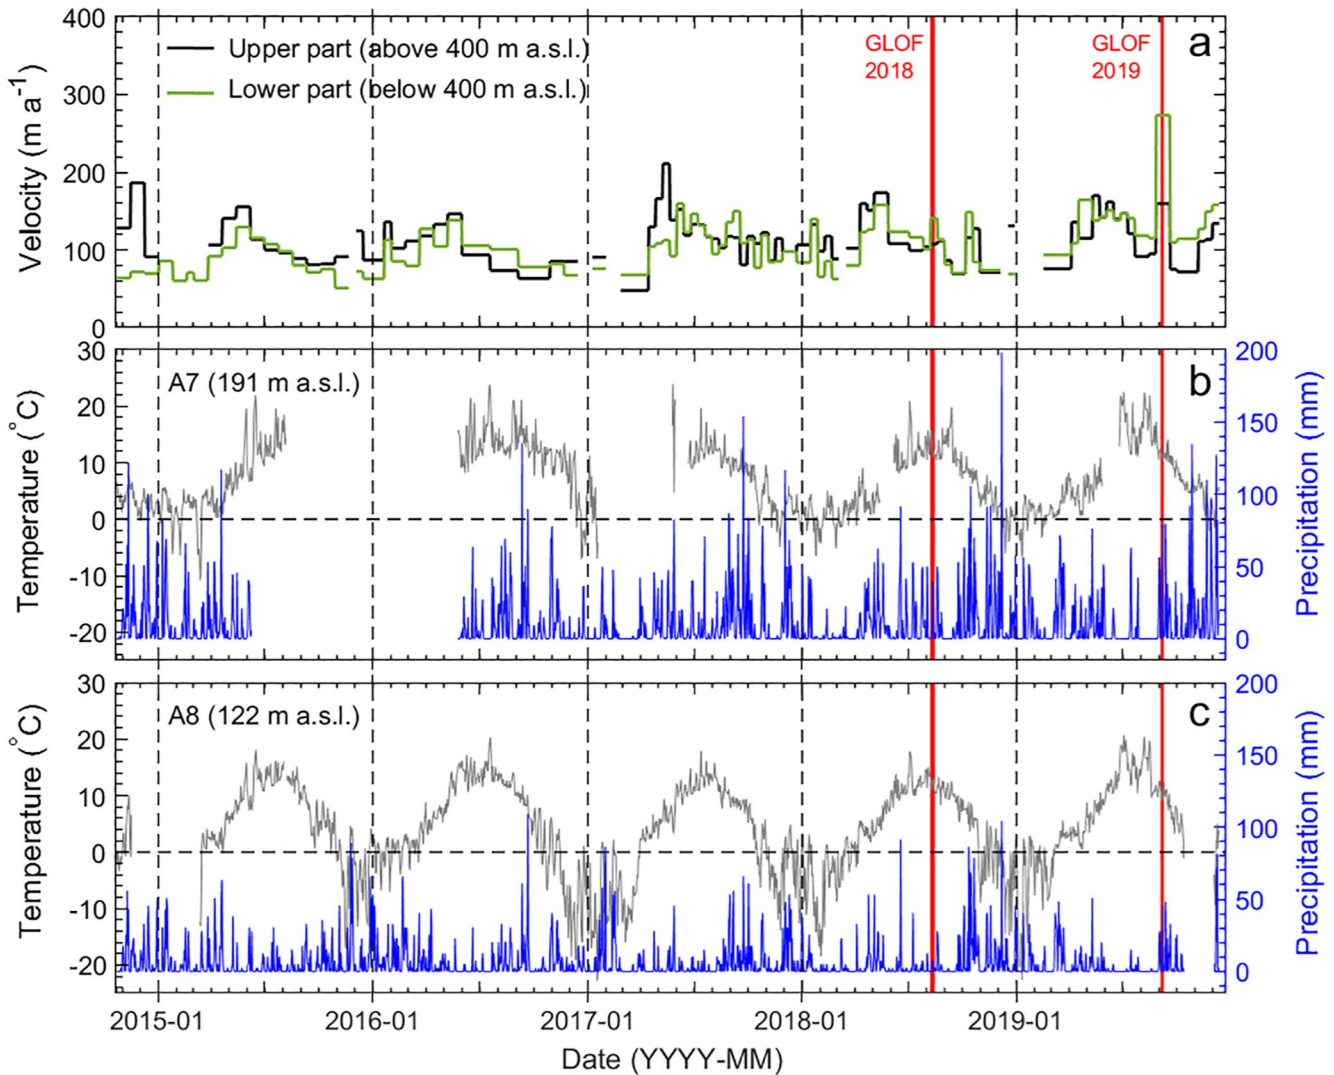 400
300
200
100
0
Velocity (m a-1)
Upper part (above 400 m a.s.l.)
Lower part (below 400 m a.s.l.)
GLOF
2018
GLOF
2019
a
30
20
10
0
-10
-20
Temperature (°C)
A7 (191 m a.s.l.)
b
200
150
100
50
0
Precipitation (mm)
30
20
10
0
-10
-20
Temperature (°C)
A8 (122 m a.s.l.)
c
200
150
100
50
0
Precipitation (mm)
2015-01 2016-01 2017-01 2018-01 2019-01
Date (YYYY-MM)